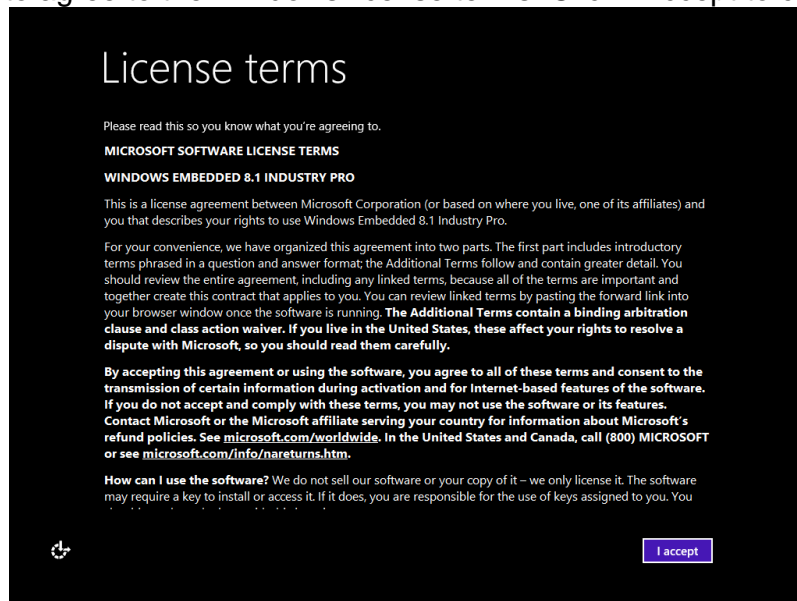 License terms
Please read this so you know what you're agreeing to.
MICROSOFT SOFTWARE LICENSE TERMS
WINDOWS EMBEDDED 8.1 INDUSTRY PRO
This is a license agreement between Microsoft Corporation (or based on where you live, one of its affiliates) and
you that describes your rights to use Windows Embedded 8.1 Industry Pro.
For your convenience, we have organized this agreement into two parts. The first part includes introductory
terms phrased in a question and answer format; the Additional Terms follow and contain greater detail. You
should review the entire agreement, including any linked terms, because all of the terms are important and
together create this contract that applies to you. You can review linked terms by pasting the forward link into
your browser window once the software is running. The Additional Terms contain a binding arbitration
clause and class action waiver. If you live in the United States, these affect your rights to resolve a
dispute with Microsoft, so you should read them carefully.
By accepting this agreement or using the software, you agree to all of these terms and consent to the
transmission of certain information during activation and for Internet-based features of the software.
If you do not accept and comply with these terms, you may not use the software or its features.
Contact Microsoft or the Microsoft affiliate serving your country for information about Microsoft's
refund policies. See microsoft.com/worldwide. In the United States and Canada, call (800) MICROSOFT
or see microsoft.com/info/nareturns.htm.
How can I use the software? We do not sell our software or your copy of it – we only license it. The software
may require a key to install or access it. If it does, you are responsible for the use of keys assigned to you. You
I accept